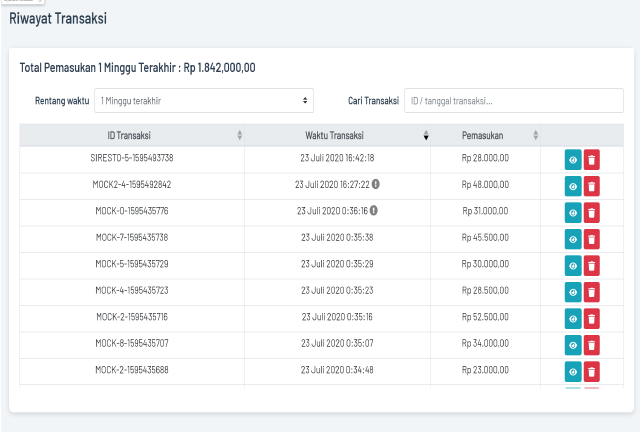 Riwayat Transaksi
Total Pemasukan 1 Minggu Terakhir : Rp 1.842,000,00
Rentang waktu 1 Minggu terakhir Cari Transaksi ID / tanggal transaksi...
ID Transaksi Waktu Transaksi Pemasukan
SIRESTO-5-1595493738 23 Juli 2020 16:42:18 Rp 28.000,00
MOCK2-4-1595492842 23 Juli 2020 16:27:22 Rp 48.000,00
MOCK-0-1595435776 23 Juli 2020 0:36:16 Rp 31.000,00
MOCK-7-1595435738 23 Juli 2020 0:35:38 Rp 45.500,00
MOCK-5-1595435729 23 Juli 2020 0:35:29 Rp 30.000,00
MOCK-4-1595435723 23 Juli 2020 0:35:23 Rp 28.500,00
MOCK-2-1595435716 23 Juli 2020 0:35:16 Rp 52.500,00
MOCK-8-1595435707 23 Juli 2020 0:35:07 Rp 34.000,00
MOCK-2-1595435688 23 Juli 2020 0:34:48 Rp 23.000,00